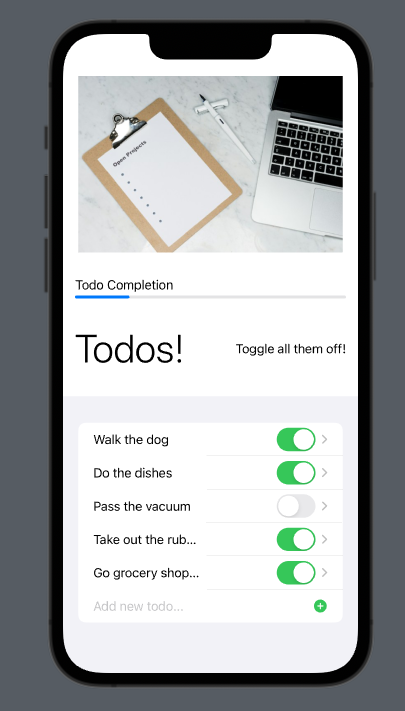 Open Projects
Todo Completion
Todos!
Toggle all them off!
Walk the dog
Do the dishes
Pass the vacuum
Take out the rub...
Go grocery shop...
Add new todo...